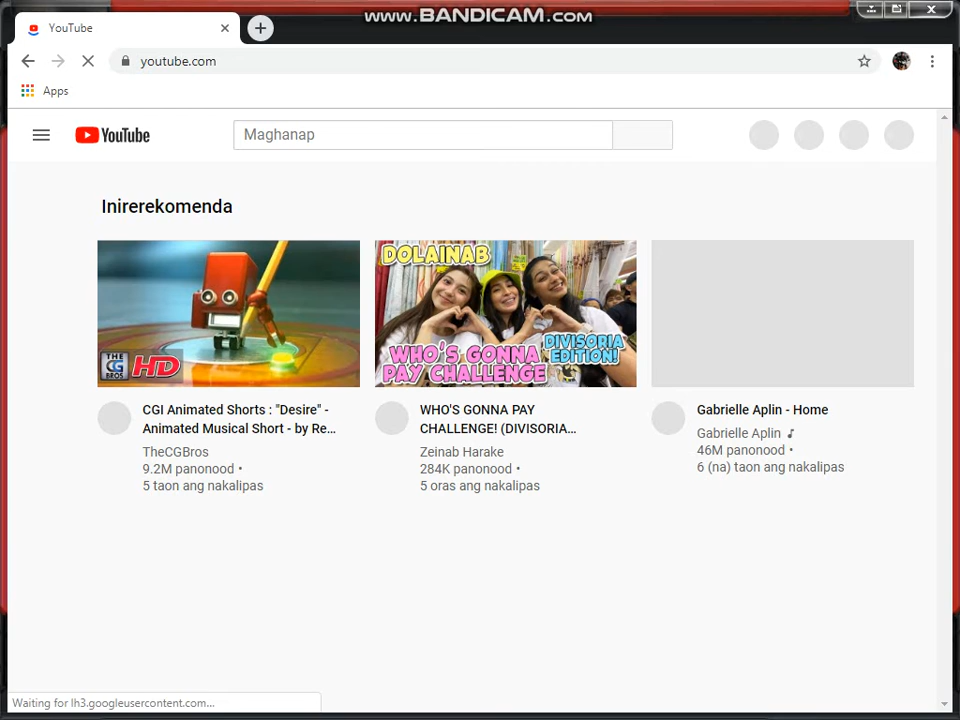 www.BANDICAM.com
YouTube
youtube.com
Apps
YouTube
Maghanap
Inirerekomenda
THE CG BROS HD
DOLAINAB
WHO'S GONNA PAY CHALLENGE
DIVISORIA EDITION!
CGI Animated Shorts : "Desire" -
Animated Musical Short - by Re...
TheCGBros
9.2M panonood •
5 taon ang nakalipas
WHO'S GONNA PAY
CHALLENGE! (DIVISORIA...
Zeinab Harake
284K panonood •
5 oras ang nakalipas
Gabrielle Aplin - Home
Gabrielle Aplin
46M panonood •
6 (na) taon ang nakalipas
Waiting for lh3.googleusercontent.com...